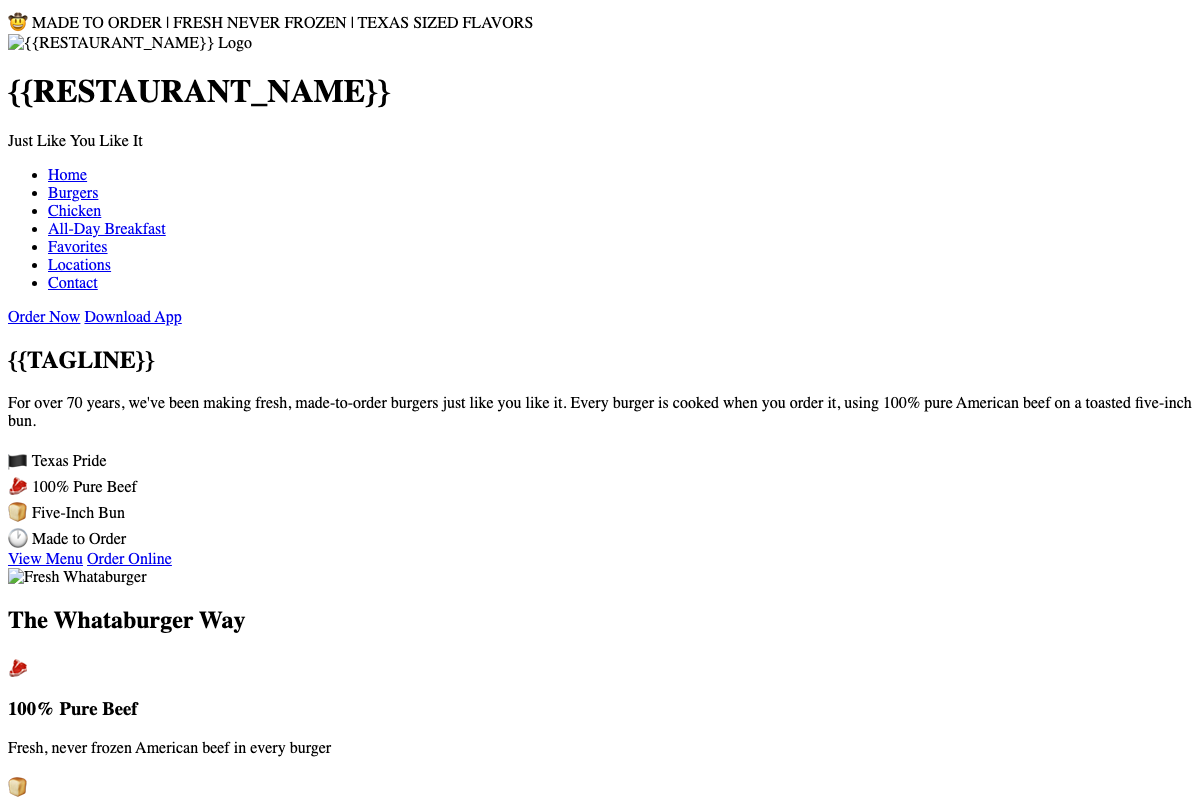 🤠 MADE TO ORDER | FRESH NEVER FROZEN | TEXAS SIZED FLAVORS
{{RESTAURANT_NAME}} Logo
{{RESTAURANT_NAME}}
Just Like You Like It
Home
Burgers
Chicken
All-Day Breakfast
Favorites
Locations
Contact
Order Now Download App
{{TAGLINE}}
For over 70 years, we've been making fresh, made-to-order burgers just like you like it. Every burger is cooked when you order it, using 100% pure American beef on a toasted five-inch
bun.
🏴 Texas Pride
🥩 100% Pure Beef
🍞 Five-Inch Bun
🕐 Made to Order
View Menu Order Online
Fresh Whataburger
The Whataburger Way
🥩
100% Pure Beef
Fresh, never frozen American beef in every burger
🍞